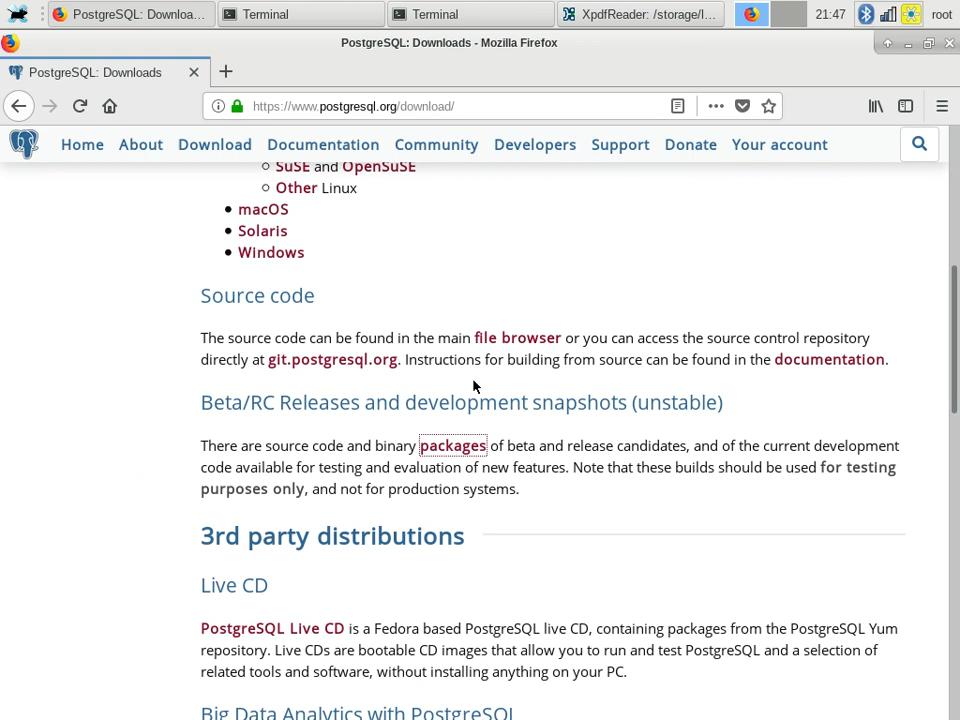 PostgreSQL: Downloa...
Terminal
Terminal
XpdfReader: /storage/l...
21:47
root
PostgreSQL: Downloads - Mozilla Firefox
PostgreSQL: Downloads
https://www.postgresql.org/download/
Home About Download Documentation Community Developers Support Donate Your account
SuSE and OpenSuSE
Other Linux
macOS
Solaris
Windows
Source code
The source code can be found in the main file browser or you can access the source control repository
directly at git.postgresql.org. Instructions for building from source can be found in the documentation.
Beta/RC Releases and development snapshots (unstable)
There are source code and binary packages of beta and release candidates, and of the current development
code available for testing and evaluation of new features. Note that these builds should be used for testing
purposes only, and not for production systems.
3rd party distributions
Live CD
PostgreSQL Live CD is a Fedora based PostgreSQL live CD, containing packages from the PostgreSQL Yum
repository. Live CDs are bootable CD images that allow you to run and test PostgreSQL and a selection of
related tools and software, without installing anything on your PC.
Big Data Analytics with PostgreSQL